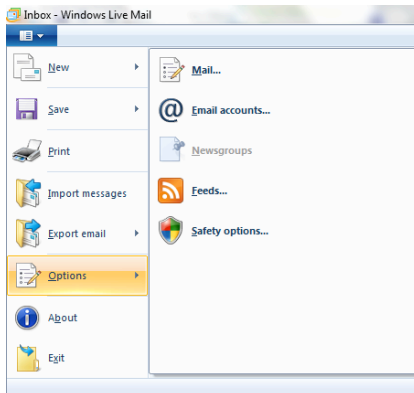 Inbox - Windows Live Mail
New
Save
Print
Import messages
Export email
Options
About
Exit
Mail...
@ Email accounts...
Newsgroups
Feeds...
Safety options...